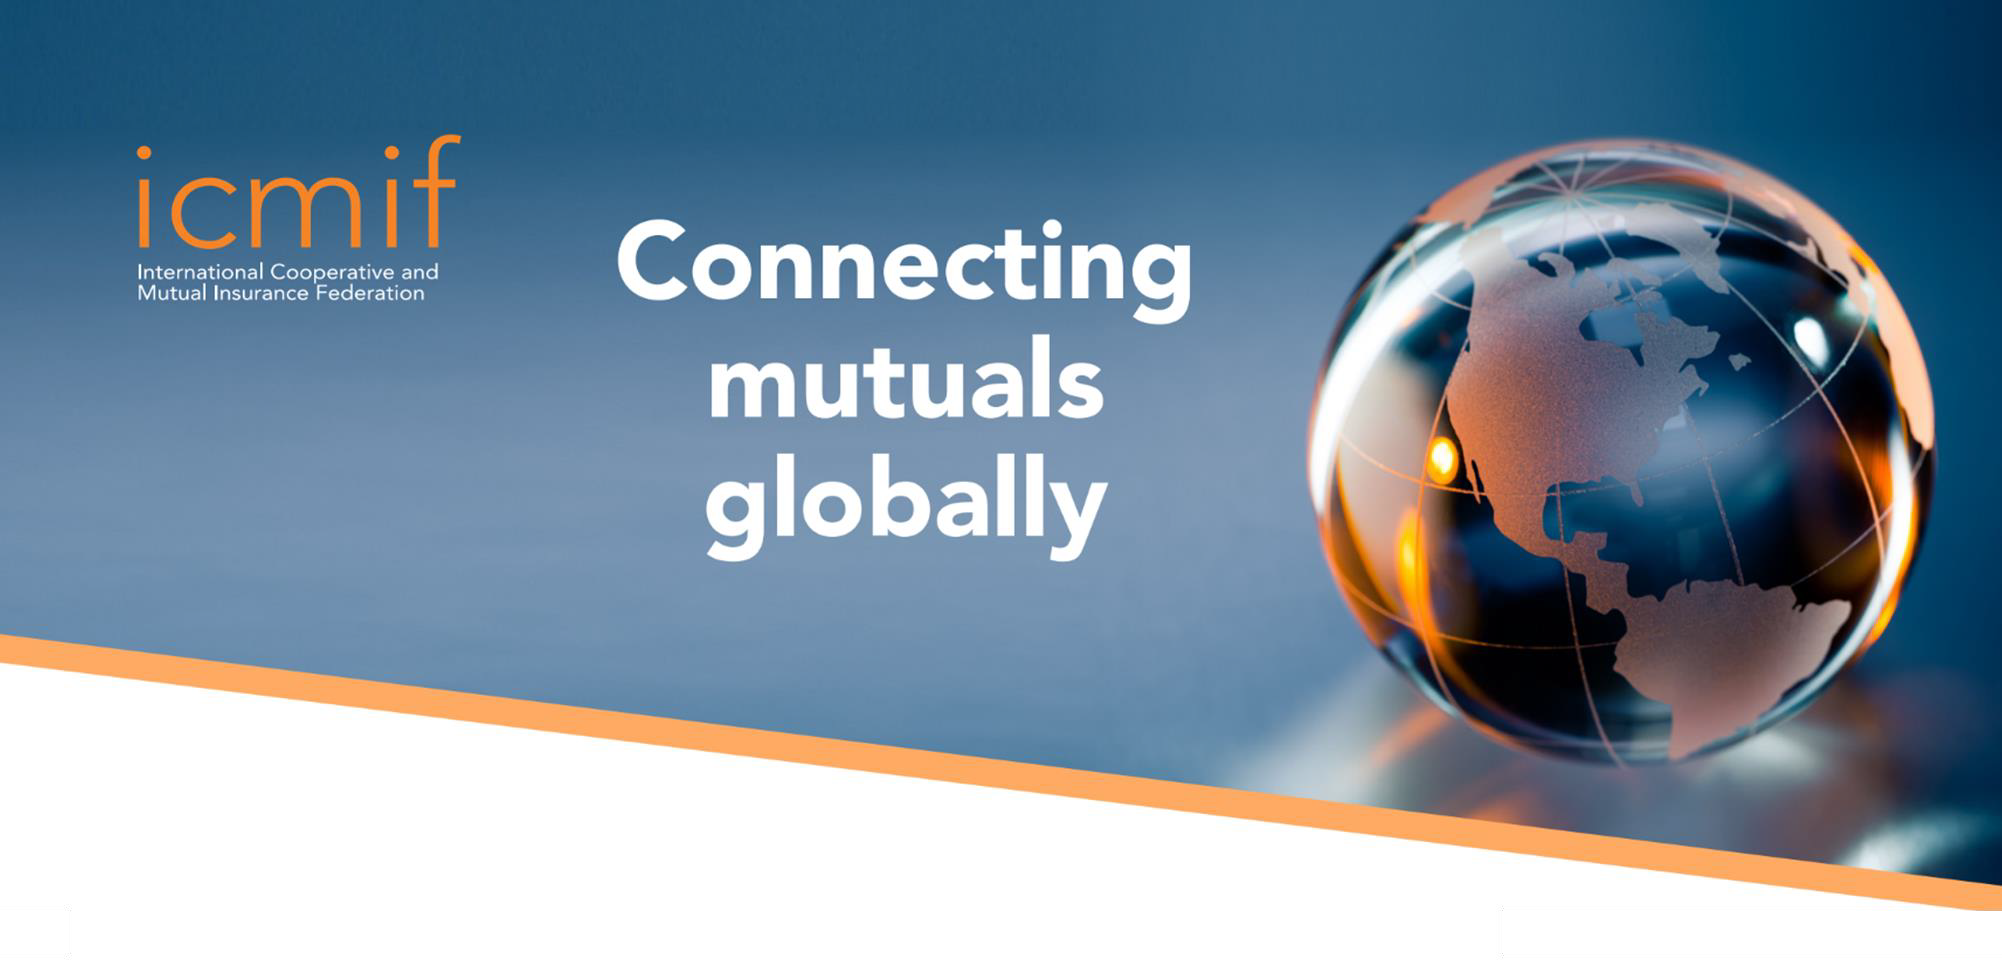 icmif
International Cooperative and
Mutual Insurance Federation
Connecting
mutuals
globally